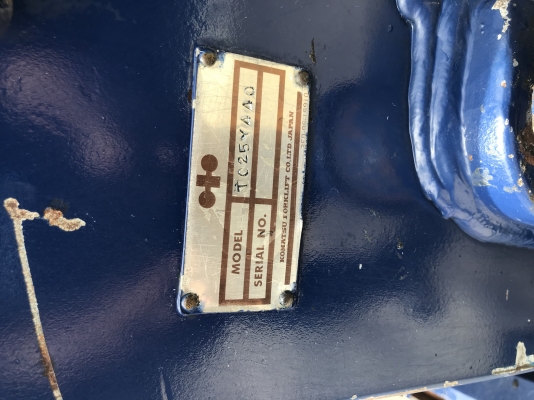 MODEL TC25Y440
SERIAL NO.
KOMATSU FORKLIFT CO.LTD JAPAN